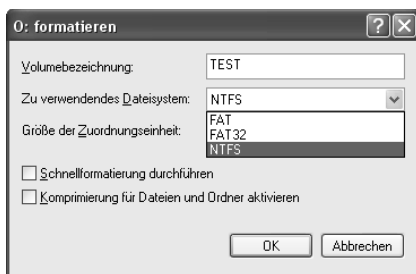 O: formatieren
Volumebezeichnung: TEST
Zu verwendendes Dateisystem: NTFS
FAT
Größe der Zuordnungseinheit: FAT32
NTFS
Schnellformatierung durchführen
Komprimierung für Dateien und Ordner aktivieren
OK Abbrechen